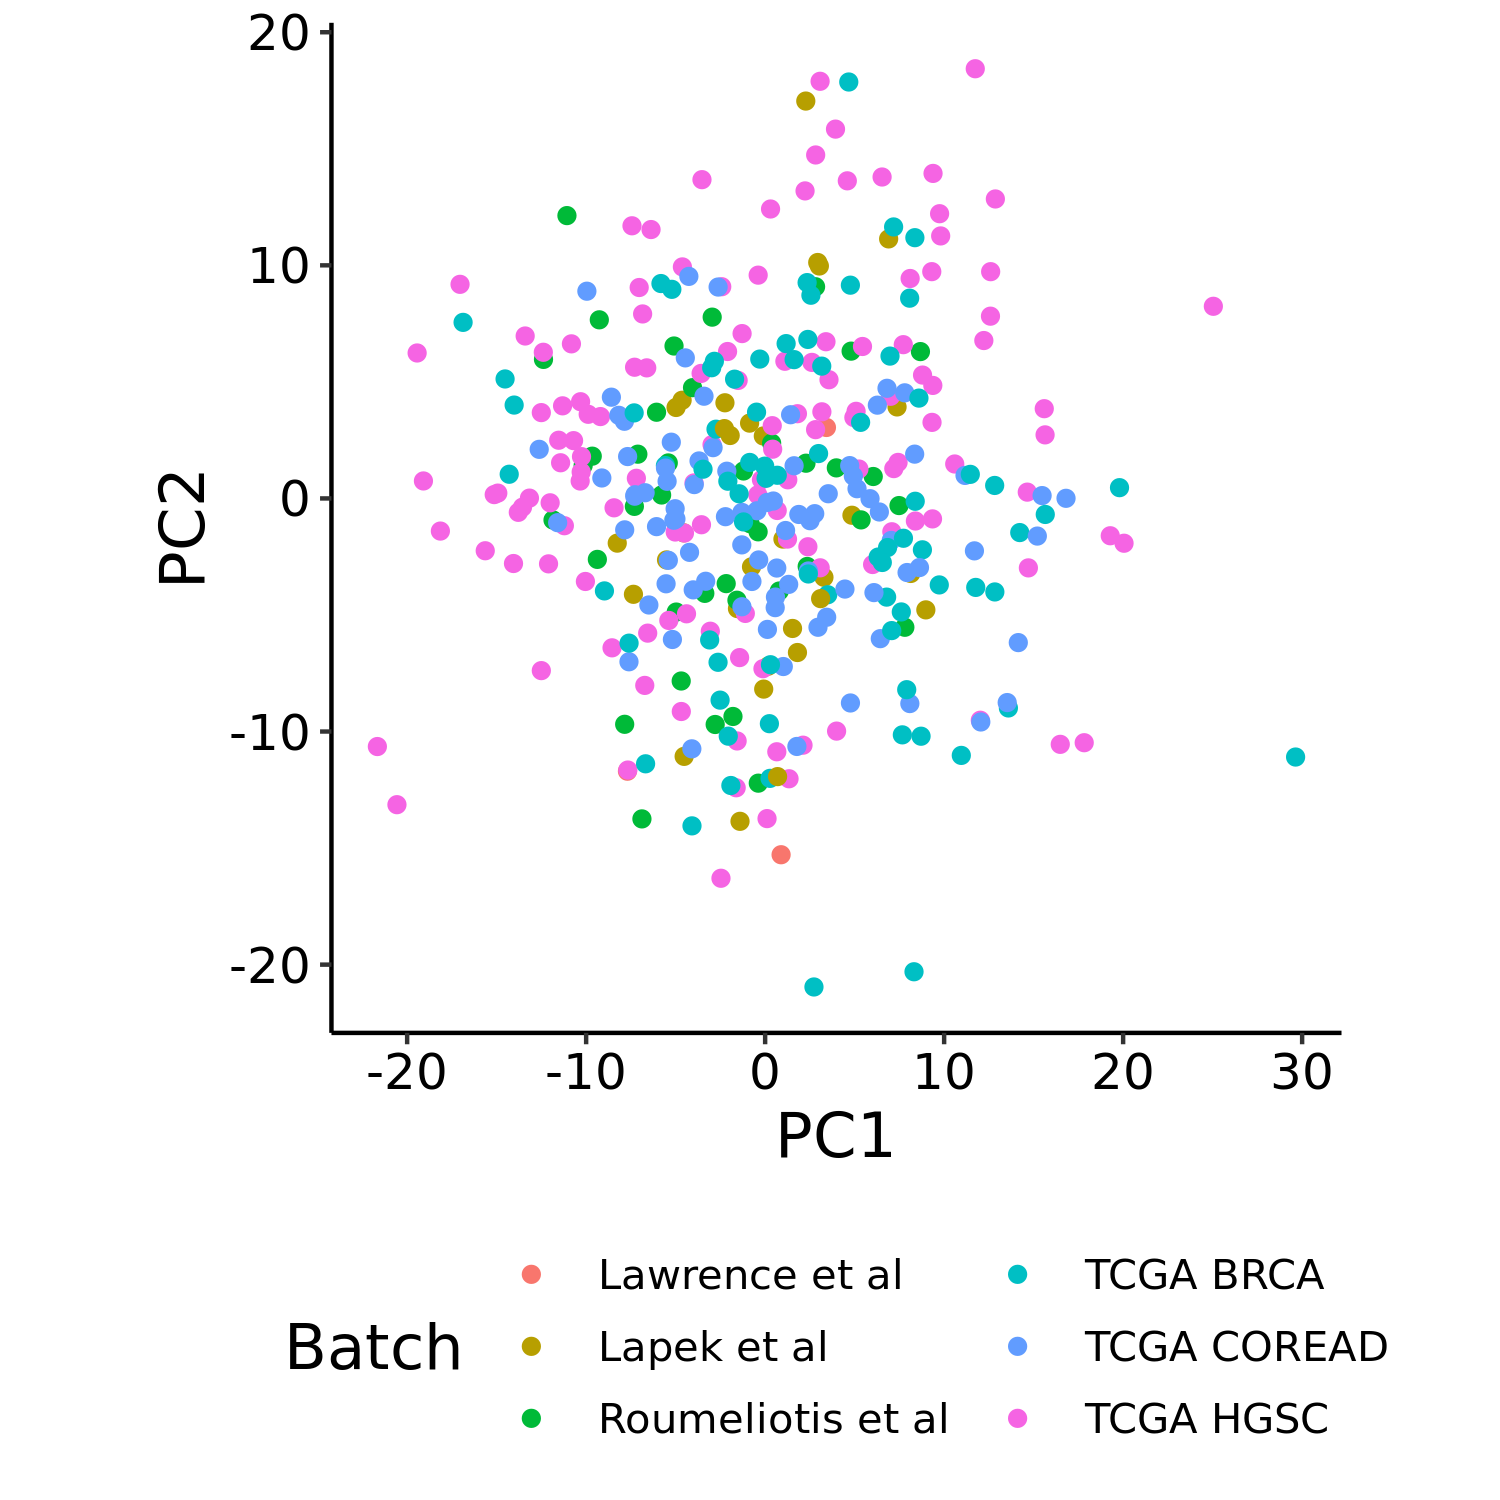 20
10
0
-10
-20
PC2
-20 -10 0 10 20 30
PC1
Batch
Lawrence et al
Lapek et al
Roumeliotis et al
TCGA BRCA
TCGA COREAD
TCGA HGSC